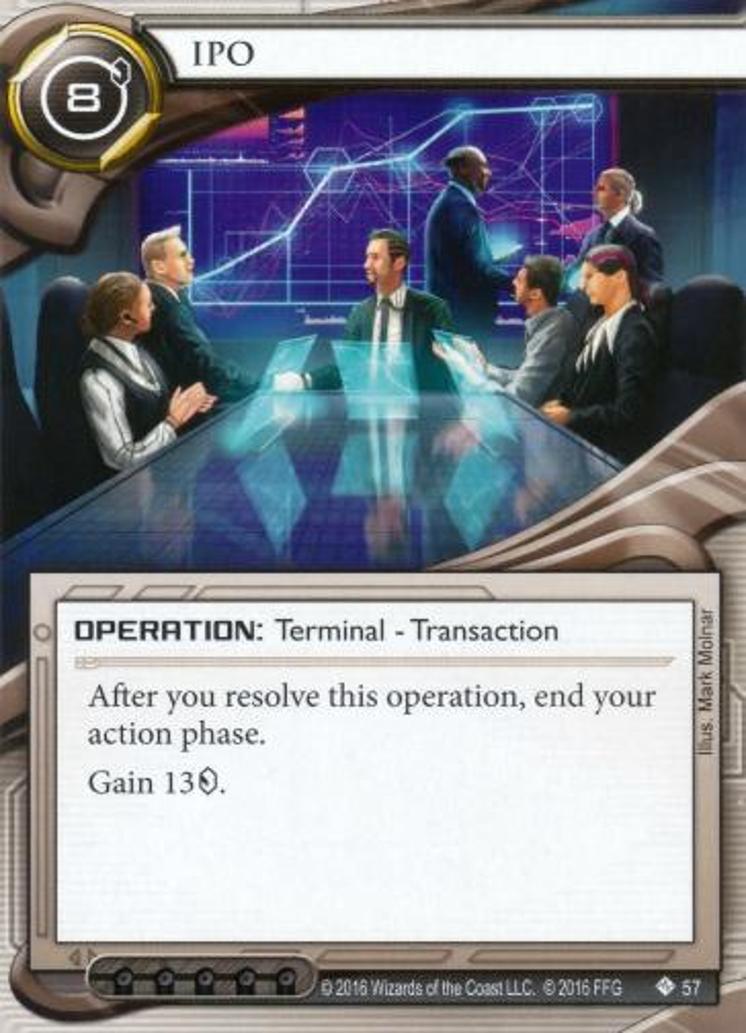 IPO
8
OPERATION: Terminal - Transaction
After you resolve this operation, end your
action phase.
Gain 13.
Illus. Mark Molnar
© 2016 Wizards of the Coast LLC. © 2016 FFG
57